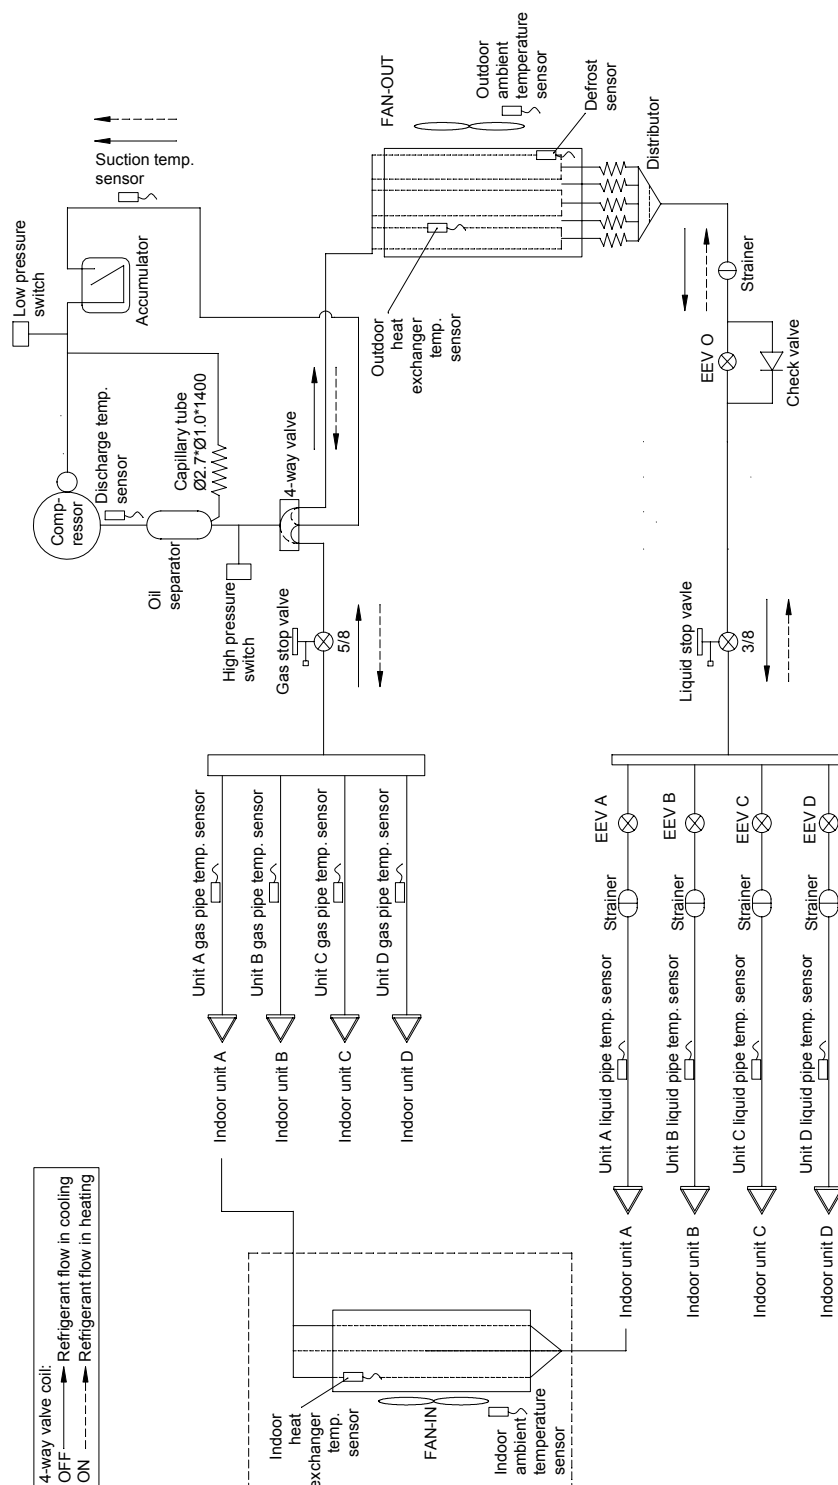 4-way valve coil:
OFF Refrigerant flow in cooling
ON Refrigerant flow in heating
Low pressure
switch
Accumulator
Suction temp.
sensor
Comp-
ressor
Discharge temp.
sensor
Oil
separator
Capillary tube
Ø2.7*Ø1.0*1400
High pressure
switch
4-way valve
Gas stop valve
5/8
FAN-OUT
Outdoor
ambient
temperature
sensor
Defrost
sensor
Outdoor
heat
exchanger
temp.
sensor
Distributor
Strainer
EEV O
Check valve
Liquid stop vavle
3/8
Unit A gas pipe temp. sensor
Unit B gas pipe temp. sensor
Unit C gas pipe temp. sensor
Unit D gas pipe temp. sensor
Indoor unit A
Indoor unit B
Indoor unit C
Indoor unit D
EEV A
EEV B
EEV C
EEV D
Strainer
Strainer
Strainer
Strainer
Unit A liquid pipe temp. sensor
Unit B liquid pipe temp. sensor
Unit C liquid pipe temp. sensor
Unit D liquid pipe temp. sensor
Indoor unit A
Indoor unit B
Indoor unit C
Indoor unit D
Indoor
heat
exchanger
temp.
sensor
FAN-IN
Indoor
ambient
temperature
sensor